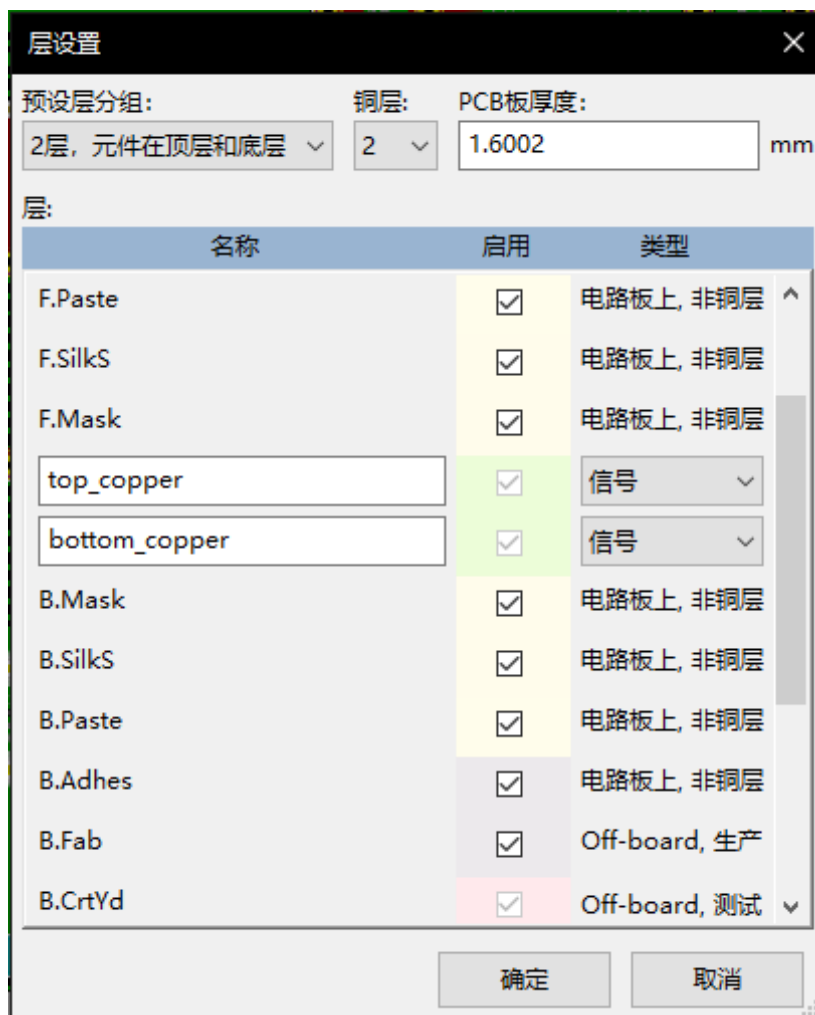 层设置
预设层分组: 铜层: PCB板厚度:
2层，元件在顶层和底层 2 1.6002 mm
层:
名称 启用 类型
F.Paste 电路板上, 非铜层
F.SilkS 电路板上, 非铜层
F.Mask 电路板上, 非铜层
top_copper 信号
bottom_copper 信号
B.Mask 电路板上, 非铜层
B.SilkS 电路板上, 非铜层
B.Paste 电路板上, 非铜层
B.Adhes 电路板上, 非铜层
B.Fab Off-board, 生产
B.CrtYd Off-board, 测试
确定 取消